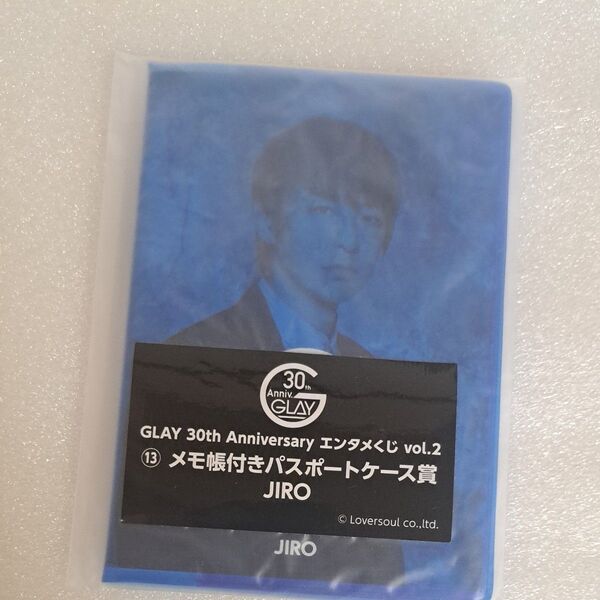 30th
Anniv.
GLAY
GLAY 30th Anniversary エンタメくじ vol.2
⑬ メモ帳付きパスポートケース賞
JIRO
© Loversoul co.,ltd.
JIRO